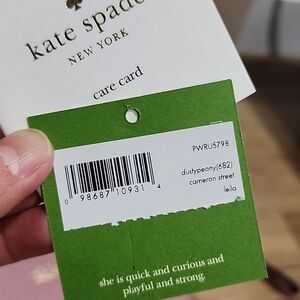 kate spade
NEW YORK
care card
PWRU5798
dustypeony(682)
cameron street
leila
0 98687 10931 4
she is quick and curious and
playful and strong.